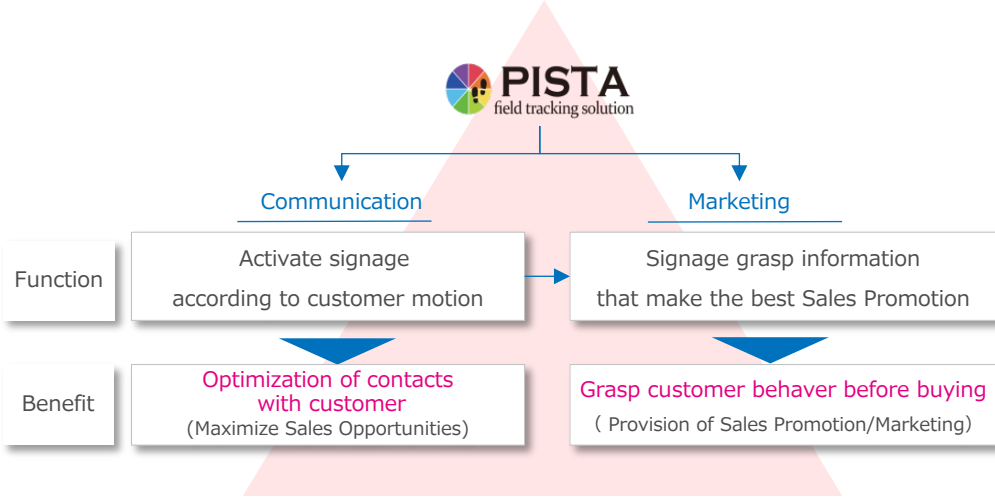 PISTA
field tracking solution
Communication
Marketing
Function
Activate signage
according to customer motion
Signage grasp information
that make the best Sales Promotion
Benefit
Optimization of contacts
with customer
(Maximize Sales Opportunities)
Grasp customer behaver before buying
（ Provision of Sales Promotion/Marketing）